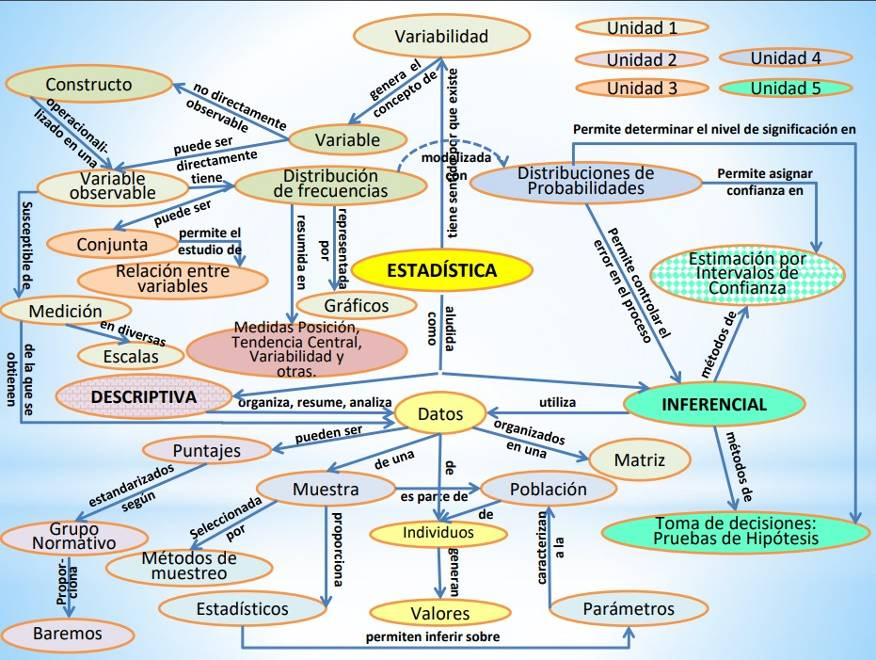 Variabilidad
Unidad 1
Unidad 2
Unidad 4
Unidad 3
Unidad 5
Constructo
genera el
concepto de
no directamente
observable
operacionali-
lizado en una
Variable
puede ser
directamente
tiene
tiene sentido por que existe
modelizada
con
Permite determinar el nivel de significación en
Variable
observable
Distribución
de frecuencias
Distribuciones de
Probabilidades
Permite asignar
confianza en
Susceptible de
puede ser
Conjunta
permite el
estudio de
Relación entre
variables
resumida en
representada
por
ESTADÍSTICA
Permite controlar el
error en el proceso
Estimación por
Intervalos de
Confianza
Medición
en diversas
Escalas
Gráficos
Medidas Posición,
Tendencia Central,
Variabilidad y
otras.
aludida
como
métodos de
de la que se
obtienen
DESCRIPTIVA
organiza, resume, analiza
Datos
utiliza
INFERENCIAL
pueden ser
organizados
en una
Puntajes
de una
de
Matriz
métodos de
estandarizados
según
Muestra
es parte de
Población
Grupo
Normativo
Seleccionada
por
proporciona
Individuos
de
caracterizan
a la
Toma de decisiones:
Pruebas de Hipótesis
Métodos de
muestreo
generan
Propor-
ciona
Estadísticos
Valores
Parámetros
Baremos
permiten inferir sobre